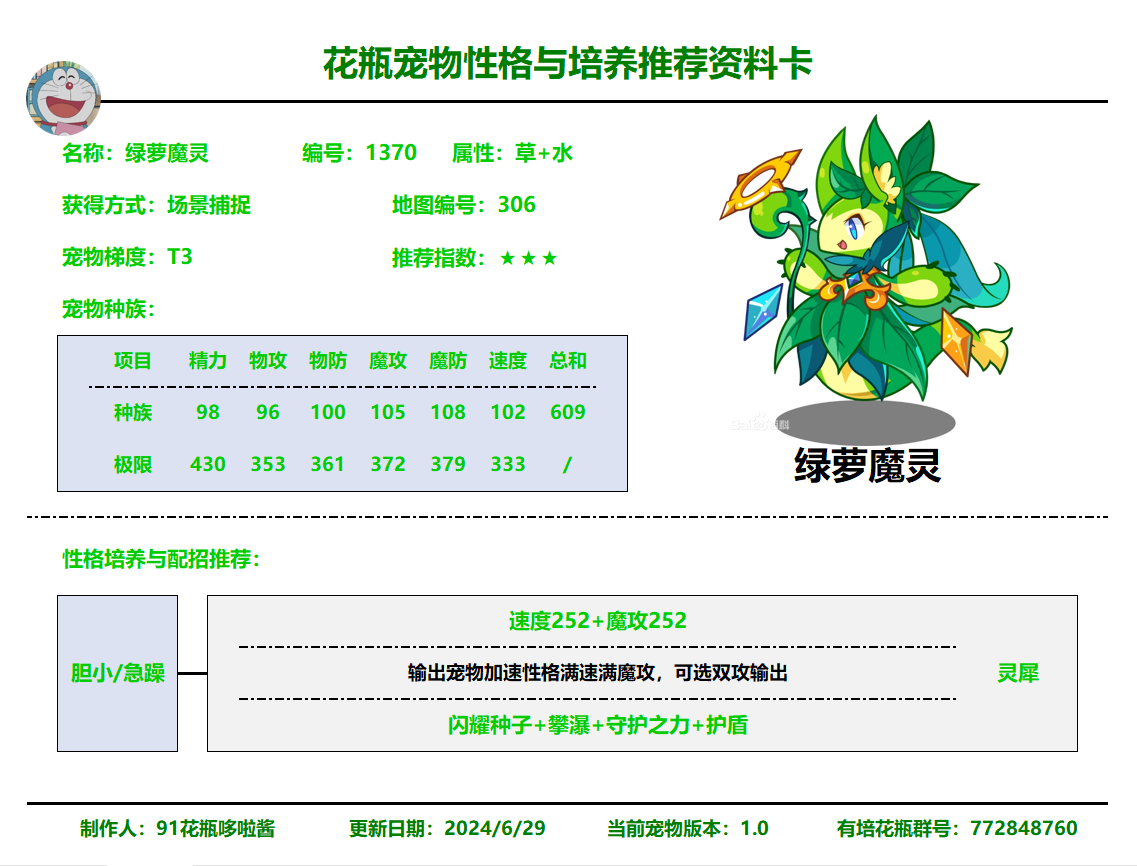 花瓶宠物性格与培养推荐资料卡
名称：绿萝魔灵 编号：1370 属性：草+水
获得方式：场景捕捉 地图编号：306
宠物梯度：T3 推荐指数：★★★
宠物种族：
项目 精力 物攻 物防 魔攻 魔防 速度 总和
种族 98 96 100 105 108 102 609
极限 430 353 361 372 379 333 /
绿萝魔灵
性格培养与配招推荐：
速度252+魔攻252
胆小/急躁 输出宠物加速性格满速满魔攻，可选双攻输出 灵犀
闪耀种子+攀瀑+守护之力+护盾
制作人：91花瓶哆啦酱 更新日期：2024/6/29 当前宠物版本：1.0 有培花瓶群号：772848760